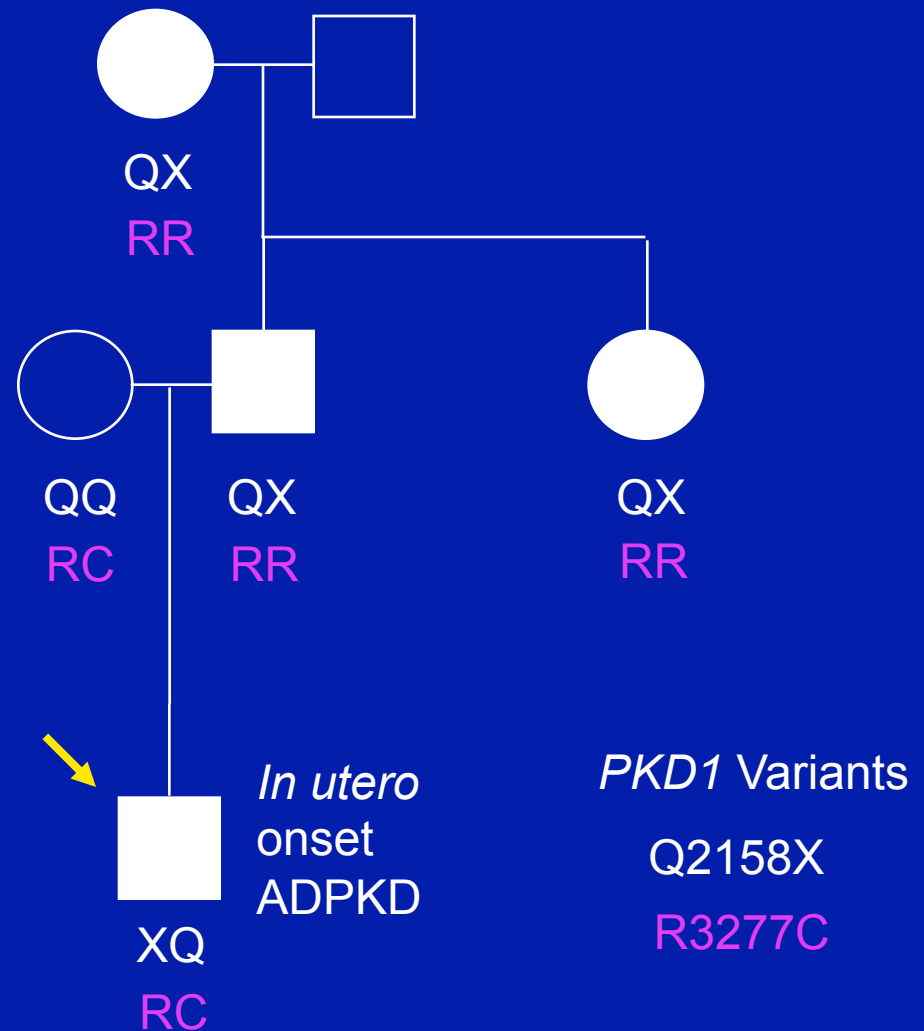 QX
RR
QQ
RC
QX
RR
QX
RR
In utero
onset
ADPKD
XQ
RC
PKD1 Variants
Q2158X
R3277C